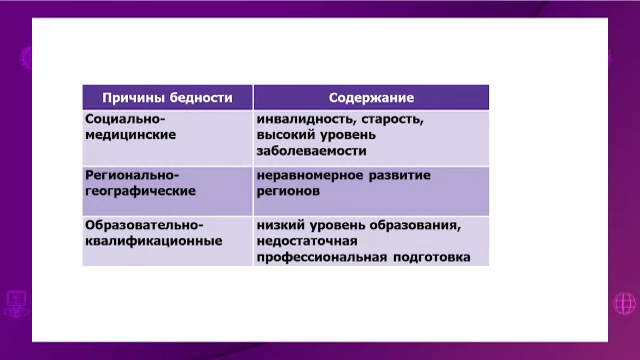 Причины бедности
Содержание
Социально-
медицинские
инвалидность, старость,
высокий уровень
заболеваемости
Регионально-
географические
неравномерное развитие
регионов
Образовательно-
квалификационные
низкий уровень образования,
недостаточная
профессиональная подготовка